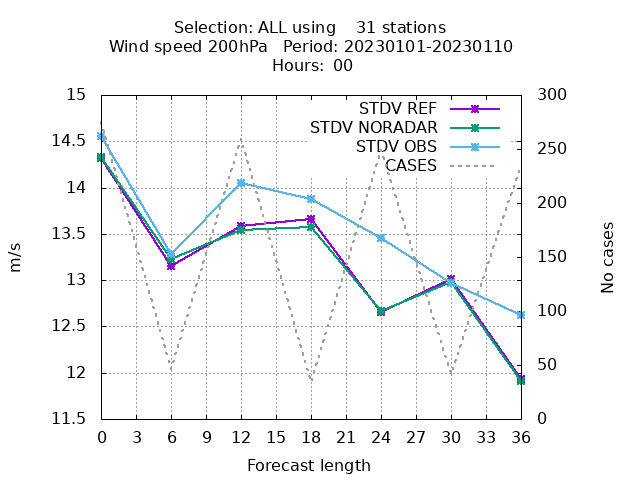 Selection: ALL using    31 stations
Wind speed 200hPa   Period: 20230101-20230110
Hours:  00
15
14.5
14
13.5
13
12.5
12
11.5
m/s
STDV REF
STDV NORADAR
STDV OBS
CASES
300
250
200
150
100
50
0
No cases
0 3 6 9 12 15 18 21 24 27 30 33 36
Forecast length